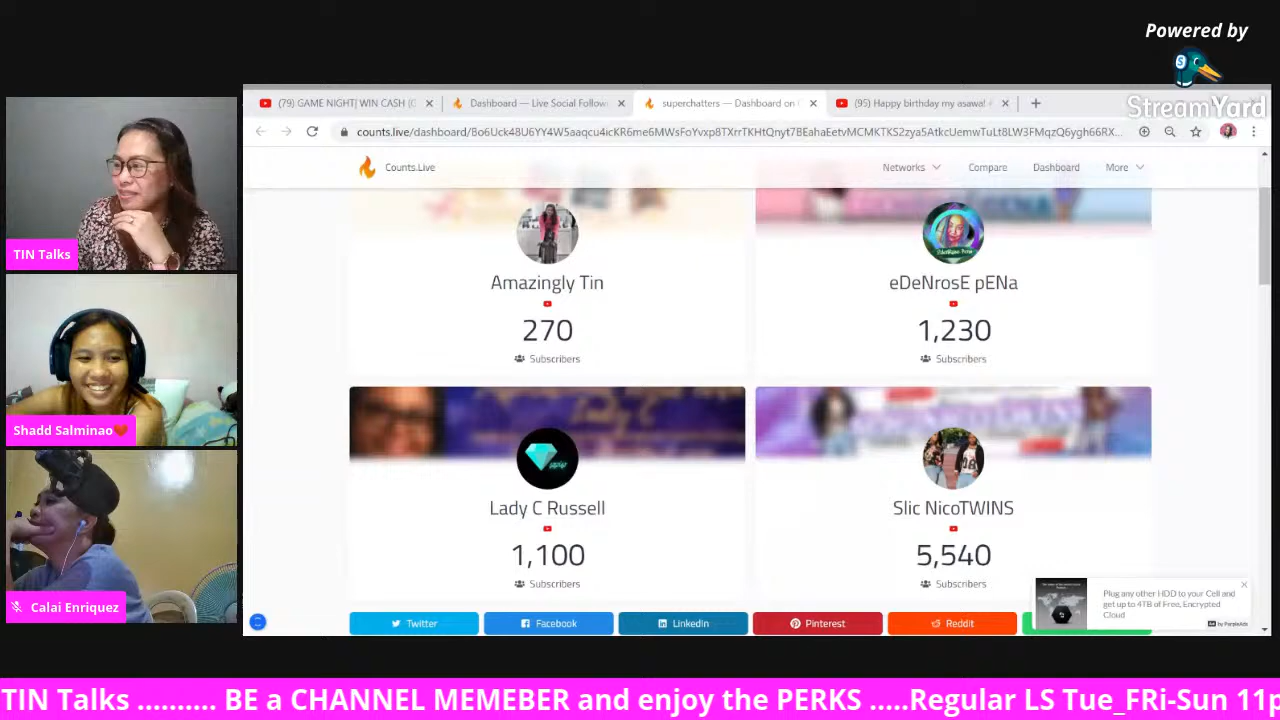 Powered by
StreamYard
(79) GAME NIGHT| WIN CASH (
Dashboard — Live Social Follow
superchatters — Dashboard on
(95) Happy birthday my asawa!
Counts.Live
Networks
Compare
Dashboard
More
Amazingly Tin
270
Subscribers
eDeNrosE pENa
1,230
Subscribers
Lady C Russell
1,100
Subscribers
Slic NicoTWINS
5,540
Subscribers
Twitter
Facebook
LinkedIn
Pinterest
Reddit
Plug any other HDD to your Cell and
get up to 4TB of Free, Encrypted
Cloud
Ad by PurpleAds
TIN Talks
Shadd Salminao
Calai Enriquez
TIN Talks .......... BE a CHANNEL MEMEBER and enjoy the PERKS .....Regular LS Tue_FRi-Sun 11p